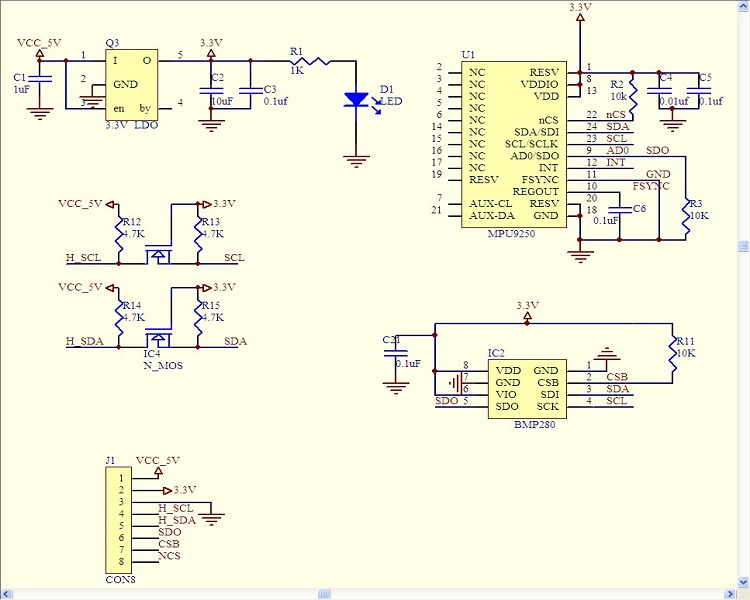 VCC_5V
Q3
1 I O 5
2 GND
3 en by 4
3.3V LDO
C1
1uF
3.3V
C2
10uF
C3
0.1uf
R1
1K
D1
LED
3.3V
U1
2 NC RESV 1
3 NC VDDIO 8
4 NC VDD 13
5 NC
6 NC nCS 22 nCS
14 NC SDA/SDI 24 SDA
15 NC SCL/SCLK 23 SCL
16 NC AD0/SDO 9 AD0 SDO
17 NC INT 12 INT
19 RESV FSYNC 11 GND
REGOUT 10 FSYNC
7 AUX-CL RESV 20
21 AUX-DA GND 18
MPU9250
R2
10k
C4
0.01uf
C5
0.1uf
C6
0.1uF
R3
10K
VCC_5V
3.3V
R12
4.7K
R13
4.7K
H_SCL
SCL
VCC_5V
3.3V
R14
4.7K
R15
4.7K
H_SDA
SDA
IC4
N_MOS
3.3V
C21
0.1uF
R11
10K
IC2
8 VDD GND 1
7 GND CSB 2 CSB
6 VIO SDI 3 SDA
SDO 5 SDO SCK 4 SCL
BMP280
J1
VCC_5V
1
2 3.3V
3
4 H_SCL
5 H_SDA
6 SDO
7 CSB
8 NCS
CON8